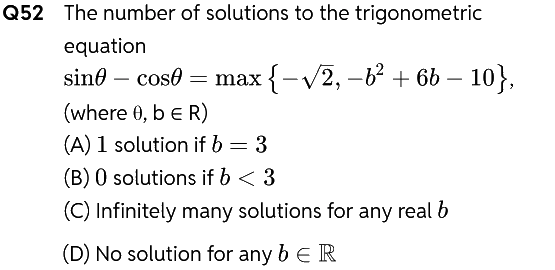 Q52 The number of solutions to the trigonometric
equation
sinθ − cosθ = max {−√2, −b² + 6b − 10},
(where θ, b ∈ R)
(A) 1 solution if b = 3
(B) 0 solutions if b < 3
(C) Infinitely many solutions for any real b
(D) No solution for any b ∈ ℝ